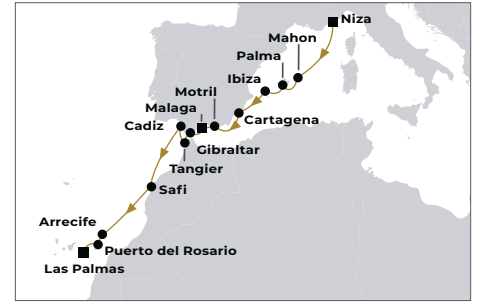 Niza
Mahon
Palma
Ibiza
Motril
Malaga
Cartagena
Cadiz
Gibraltar
Tangier
Safi
Arrecife
Puerto del Rosario
Las Palmas